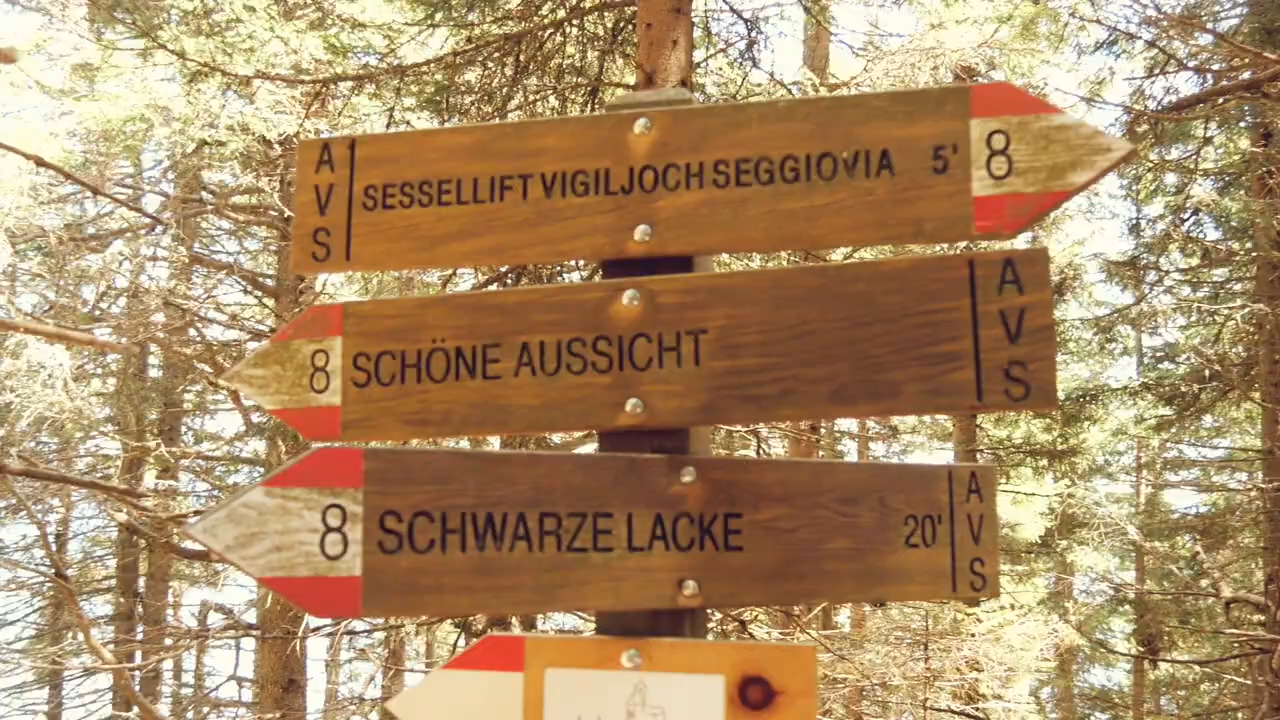 AVS SESSELLIFT VIGILJOCH SEGGIOVIA 5' 8
8 SCHÖNE AUSSICHT AVS
8 SCHWARZE LACKE 20' AVS